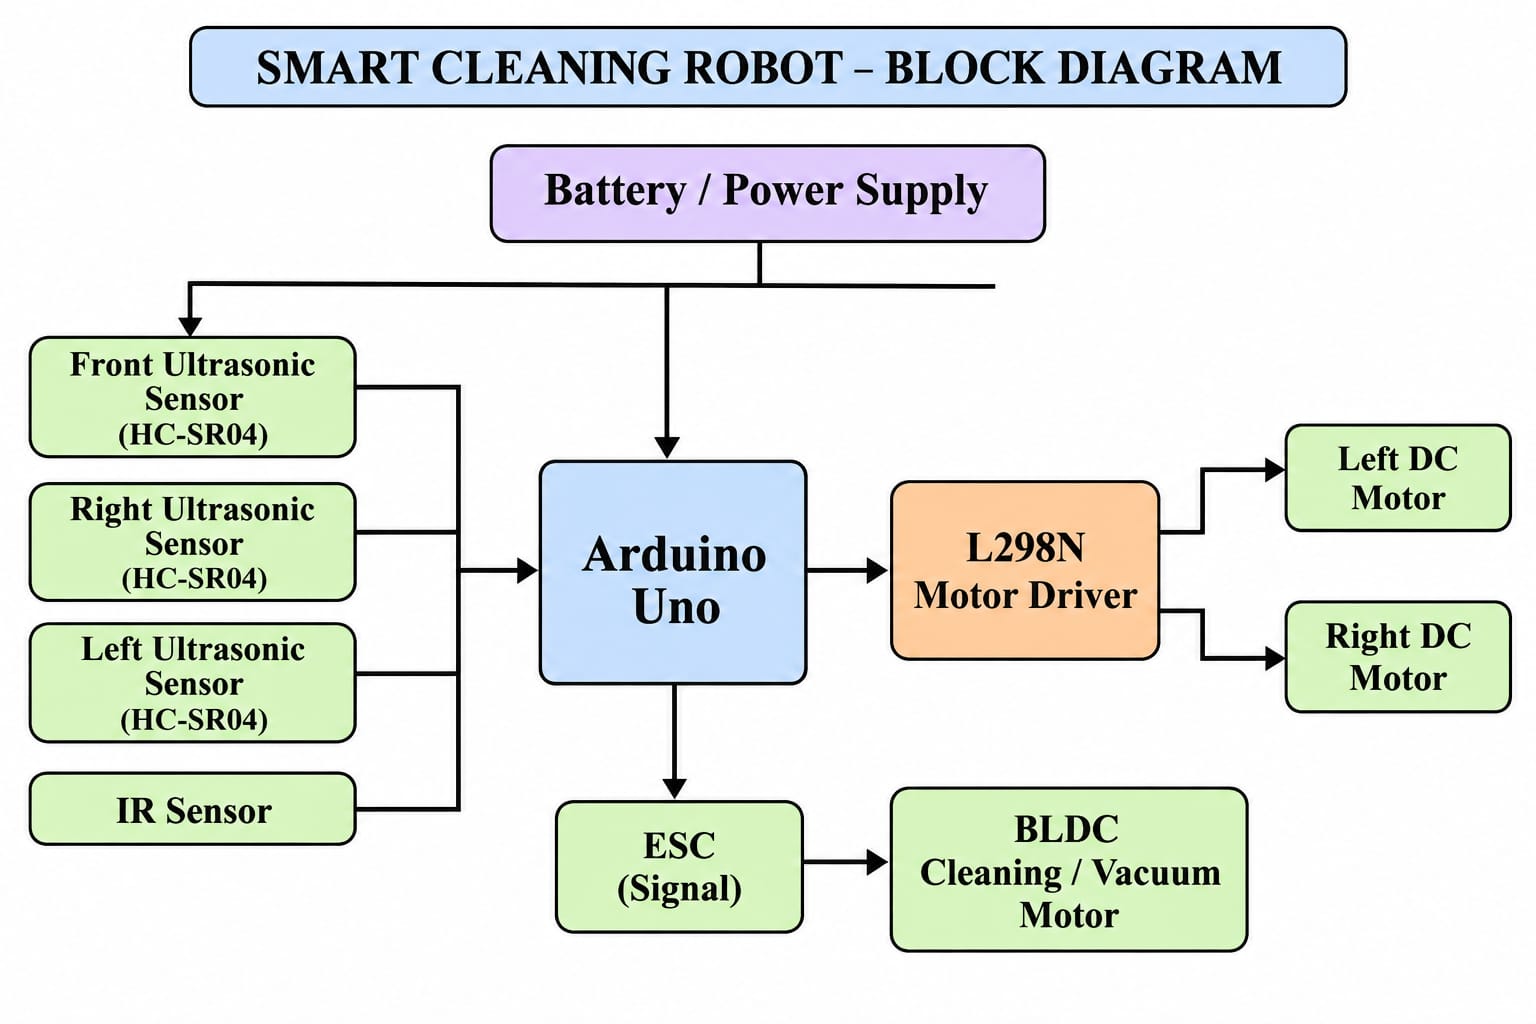 SMART CLEANING ROBOT – BLOCK DIAGRAM
Battery / Power Supply
Front Ultrasonic
Sensor
(HC-SR04)
Right Ultrasonic
Sensor
(HC-SR04)
Left Ultrasonic
Sensor
(HC-SR04)
IR Sensor
Arduino
Uno
L298N
Motor Driver
Left DC
Motor
Right DC
Motor
ESC
(Signal)
BLDC
Cleaning / Vacuum
Motor